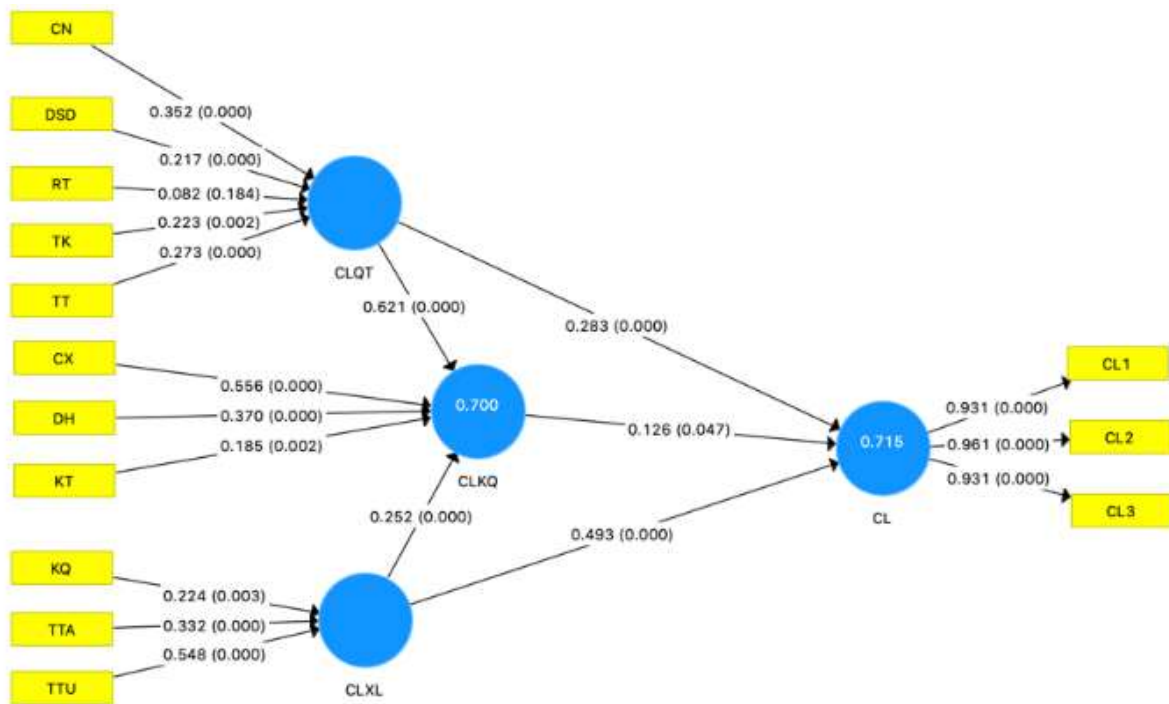 CN
0.352 (0.000)
DSD
0.217 (0.000)
RT
0.082 (0.184)
TK
0.223 (0.002)
TT
0.273 (0.000)
CLQT
0.621 (0.000)
0.283 (0.000)
CX
0.556 (0.000)
DH
0.370 (0.000)
KT
0.185 (0.002)
0.700
CLKQ
0.126 (0.047)
0.252 (0.000)
0.493 (0.000)
KQ
0.224 (0.003)
TTA
0.332 (0.000)
TTU
0.548 (0.000)
CLXL
0.715
CL
CL1
0.931 (0.000)
CL2
0.961 (0.000)
CL3
0.931 (0.000)